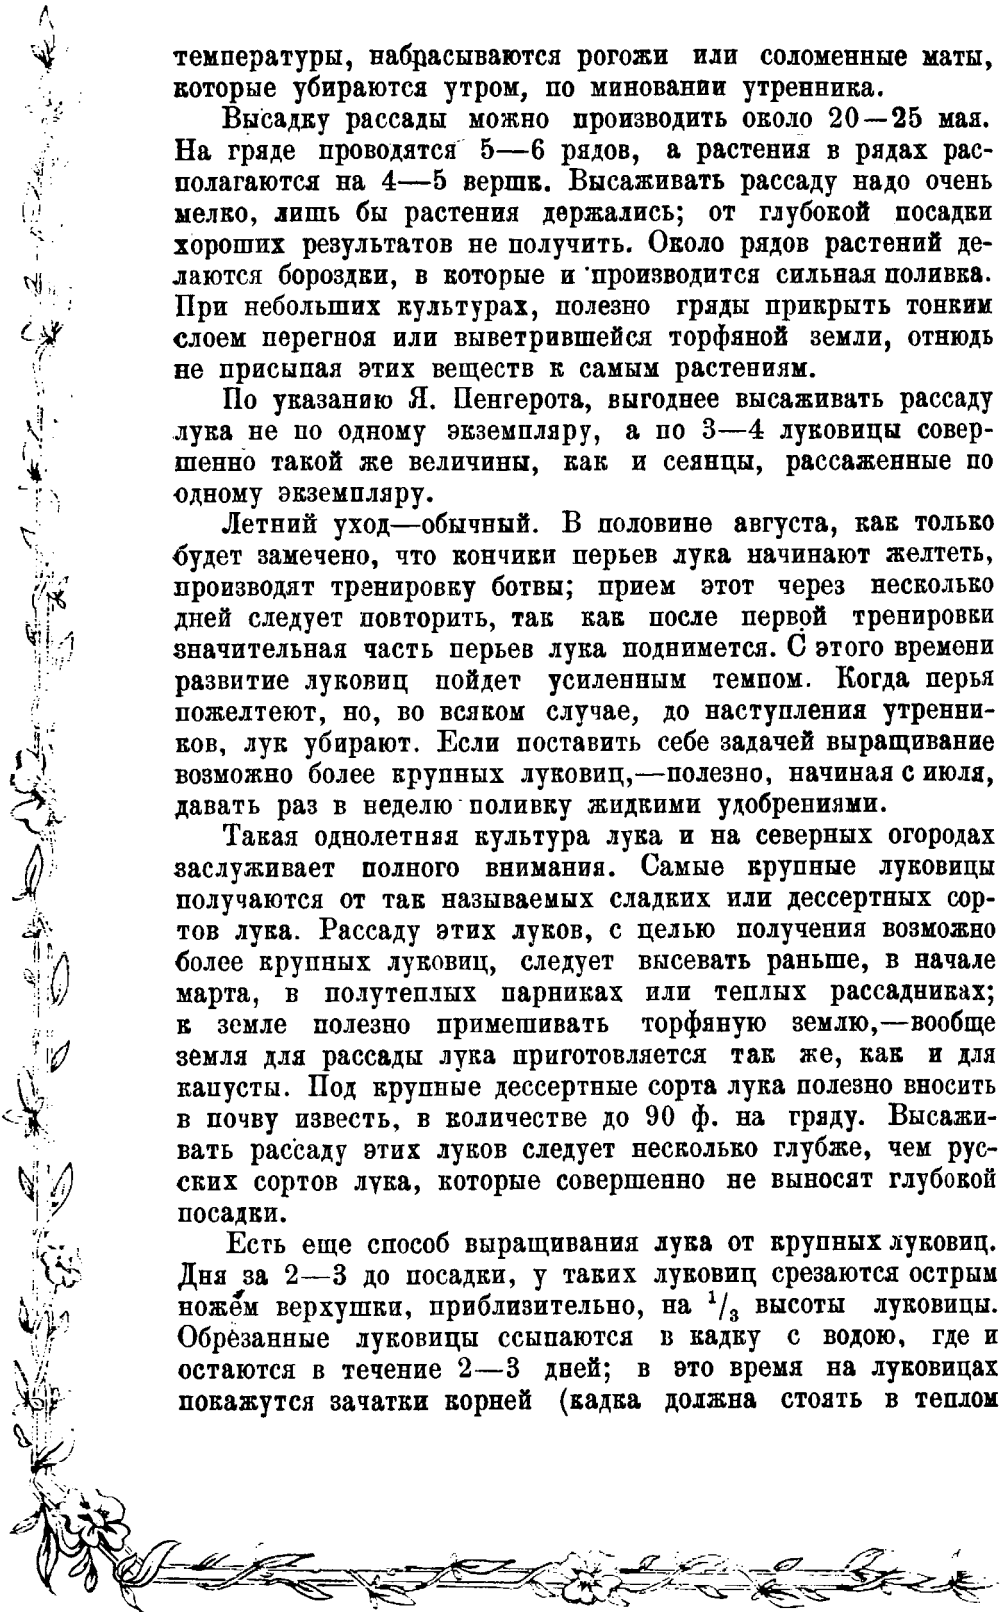 температуры, набрасываются рогожи или соломенные маты,
которые убираются утром, по миновании утренника.
Высадку рассады можно производить около 20—25 мая.
На гряде проводятся 5—6 рядов, а растения в рядах рас-
полагаются на 4—5 вершк. Высаживать рассаду надо очень
мелко, лишь бы растения держались; от глубокой посадки
хороших результатов не получить. Около рядов растений де-
лаются бороздки, в которые и производится сильная поливка.
При небольших культурах, полезно гряды прикрыть тонким
слоем перегноя или выветрившейся торфяной земли, отнюдь
не присыпая этих веществ к самым растениям.
По указанию Я. Пенгерота, выгоднее высаживать рассаду
лука не по одному экземпляру, а по 3—4 луковицы совер-
шенно такой же величины, как и сеянцы, рассаженные по
одному экземпляру.
Летний уход—обычный. В половине августа, как только
будет замечено, что кончики перьев лука начинают желтеть,
производят тренировку ботвы; прием этот через несколько
дней следует повторить, так как после первой тренировки
значительная часть перьев лука поднимется. С этого времени
развитие луковиц пойдет усиленным темпом. Когда перья
пожелтеют, но, во всяком случае, до наступления утренни-
ков, лук убирают. Если поставить себе задачей выращивание
возможно более крупных луковиц,—полезно, начиная с июля,
давать раз в неделю поливку жидкими удобрениями.
Такая однолетняя культура лука и на северных огородах
заслуживает полного внимания. Самые крупные луковицы
получаются от так называемых сладких или дессертных сор-
тов лука. Рассаду этих луков, с целью получения возможно
более крупных луковиц, следует высевать раньше, в начале
марта, в полутеплых парниках или теплых рассадниках;
к земле полезно примешивать торфяную землю,—вообще
земля для рассады лука приготовляется так же, как и для
капусты. Под крупные дессертные сорта лука полезно вносить
в почву известь, в количестве до 90 ф. на гряду. Высажи-
вать рассаду этих луков следует несколько глубже, чем рус-
ских сортов лука, которые совершенно не выносят глубокой
посадки.
Есть еще способ выращивания лука от крупных луковиц.
Дня за 2—3 до посадки, у таких луковиц срезаются острым
ножем верхушки, приблизительно, на ¹/₃ высоты луковицы.
Обрезанные луковицы ссыпаются в кадку с водою, где и
остаются в течение 2—3 дней; в это время на луковицах
покажутся зачатки корней (кадка должна стоять в теплом